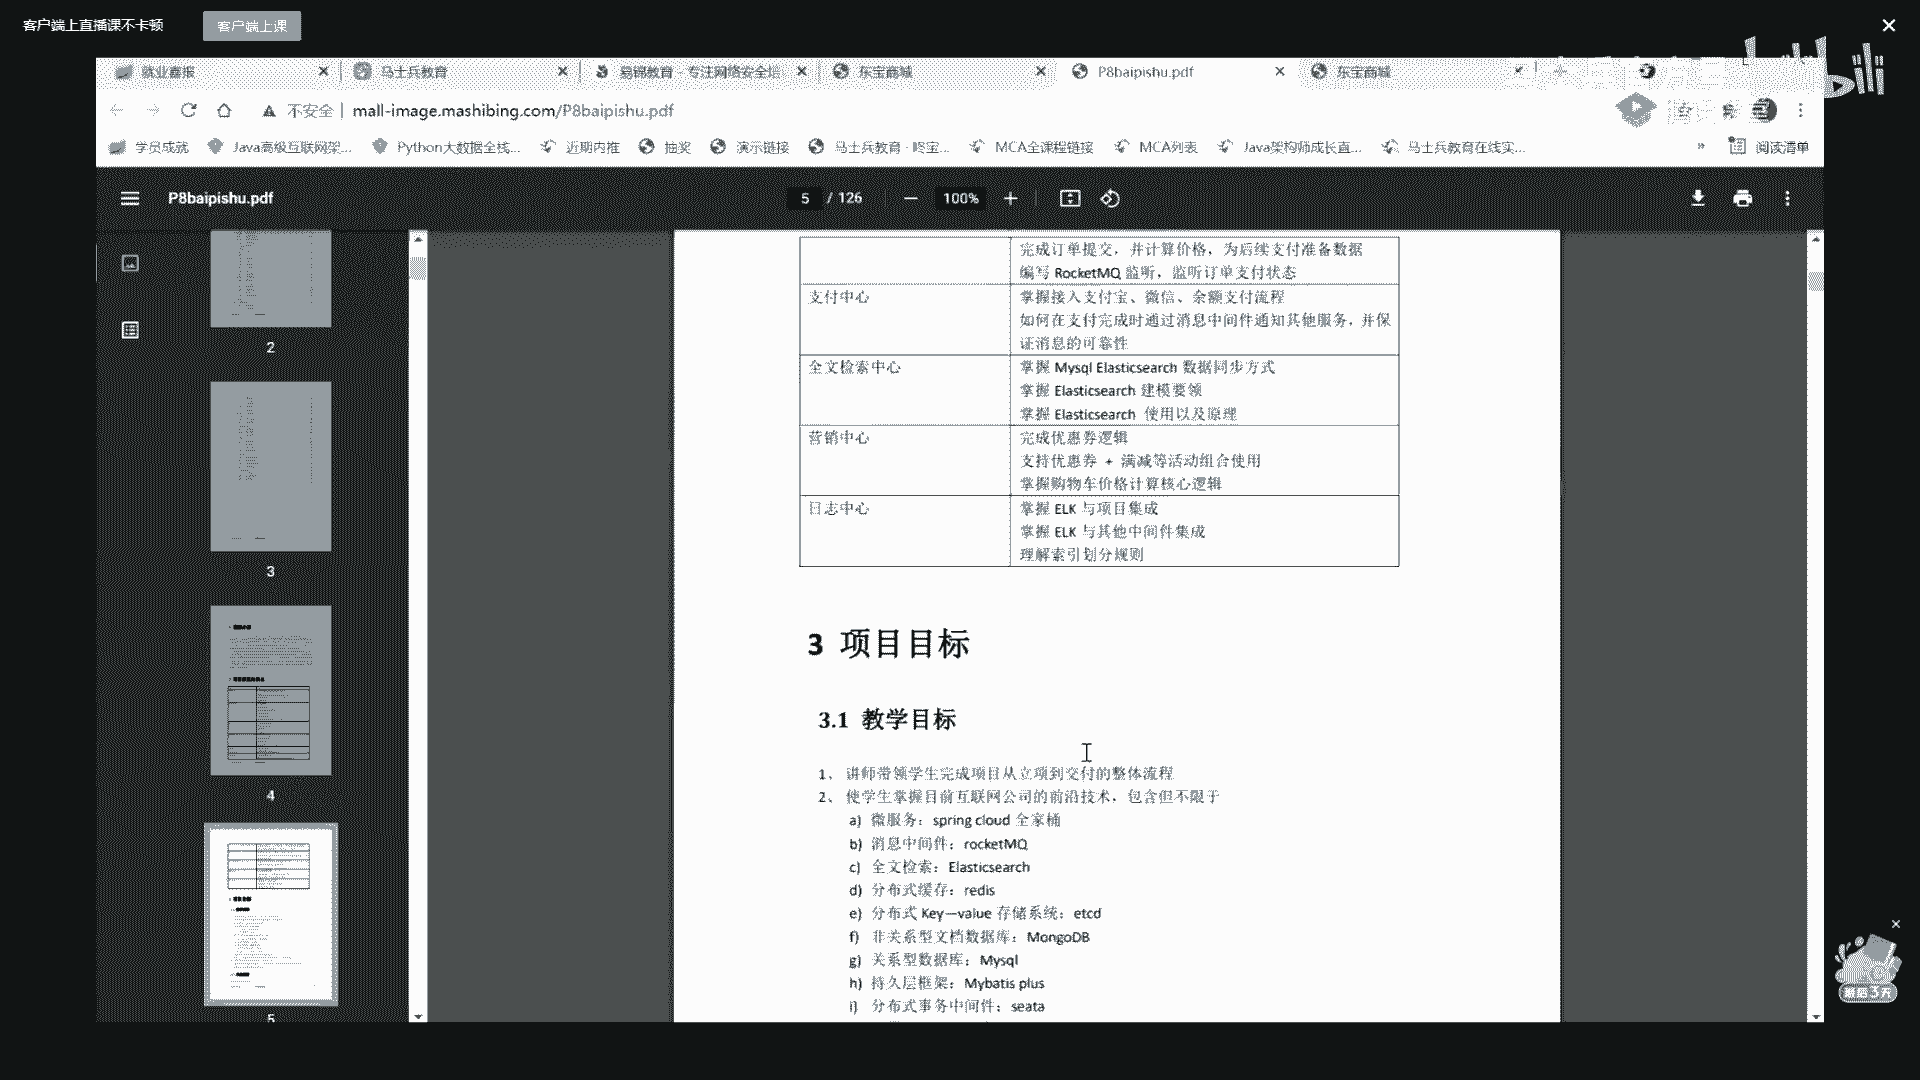 客户端上直播课不卡顿
客户端上课
就业喜报
马士兵教育
易锦教育 - 专注网络安全培
东宝商城
P8baipishu.pdf
东宝商城
bili
不安全
mall-image.mashibing.com/P8baipishu.pdf
学员成就
Java高级互联网架...
Python大数据全栈...
近期内推
抽奖
演示链接
马士兵教育 · 咚宝...
MCA全课程链接
MCA列表
Java架构师成长直...
马士兵教育在线实...
»
阅读清单
P8baipishu.pdf
5 / 126
100%
2
3
4
5
完成订单提交，并计算价格，为后续支付准备数据
编写 RocketMQ 监听，监听订单支付状态
支付中心
掌握接入支付宝、微信、余额支付流程
如何在支付完成时通过消息中间件通知其他服务，并保
证消息的可靠性
全文检索中心
掌握 Mysql Elasticsearch 数据同步方式
掌握 Elasticsearch 建模要领
掌握 Elasticsearch 使用以及原理
营销中心
完成优惠券逻辑
支持优惠券 + 满减等活动组合使用
掌握购物车价格计算核心逻辑
日志中心
掌握 ELK 与项目集成
掌握 ELK 与其他中间件集成
理解索引划分规则
3 项目目标
3.1 教学目标
1、 讲师带领学生完成项目从立项到交付的整体流程
2、 使学生掌握目前互联网公司的前沿技术，包含但不限于
a) 微服务：spring cloud 全家桶
b) 消息中间件：rocketMQ
c) 全文检索：Elasticsearch
d) 分布式缓存：redis
e) 分布式 Key—value 存储系统：etcd
f) 非关系型文档数据库：MongoDB
g) 关系型数据库：Mysql
h) 持久层框架：Mybatis plus
i) 分布式事务中间件：seata
最后3天